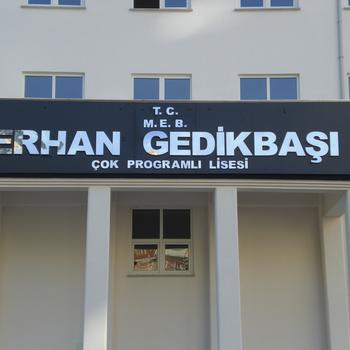 T. C.
M. E. B.
ERHAN GEDİKBAŞI
ÇOK PROGRAMLI LİSESİ